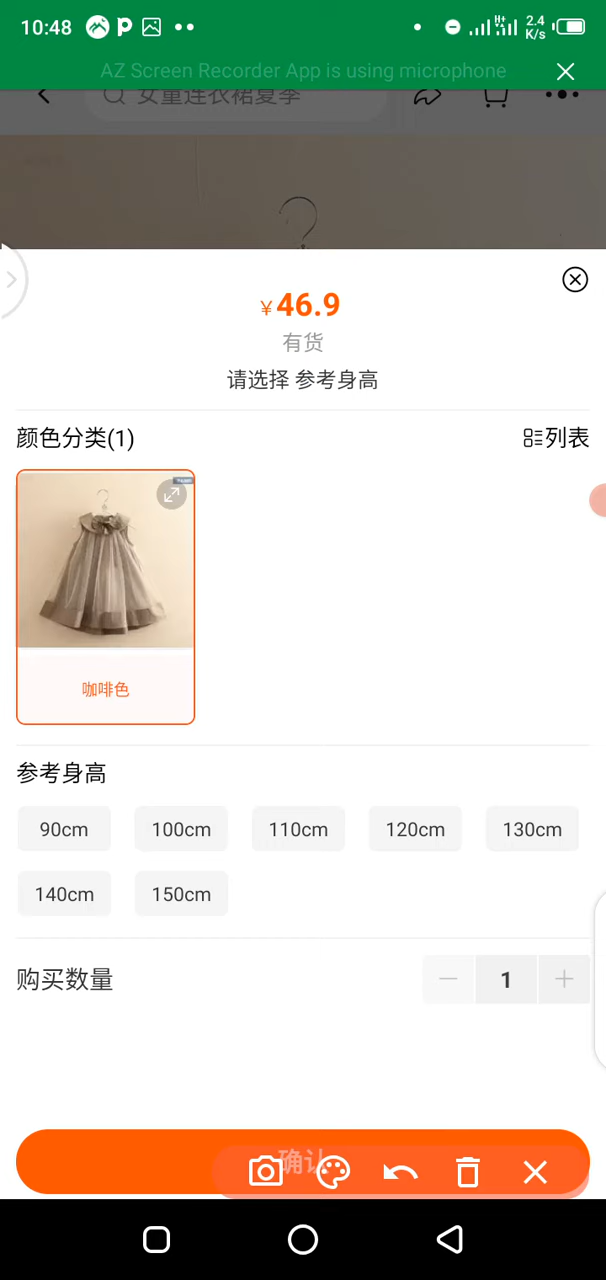 10:48
2.4
K/s
AZ Screen Recorder App is using microphone
女童连衣裙夏季
¥46.9
有货
请选择 参考身高
颜色分类(1)
列表
咖啡色
参考身高
90cm 100cm 110cm 120cm 130cm
140cm 150cm
购买数量
1
确认